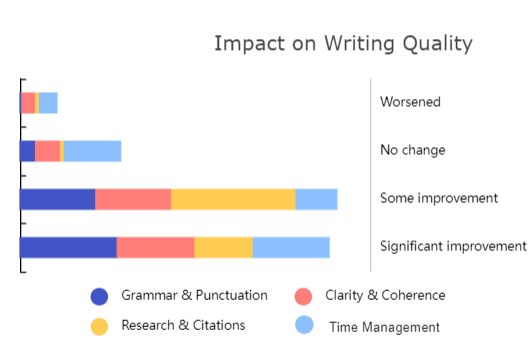 Impact on Writing Quality
Worsened
No change
Some improvement
Significant improvement
Grammar & Punctuation
Clarity & Coherence
Research & Citations
Time Management